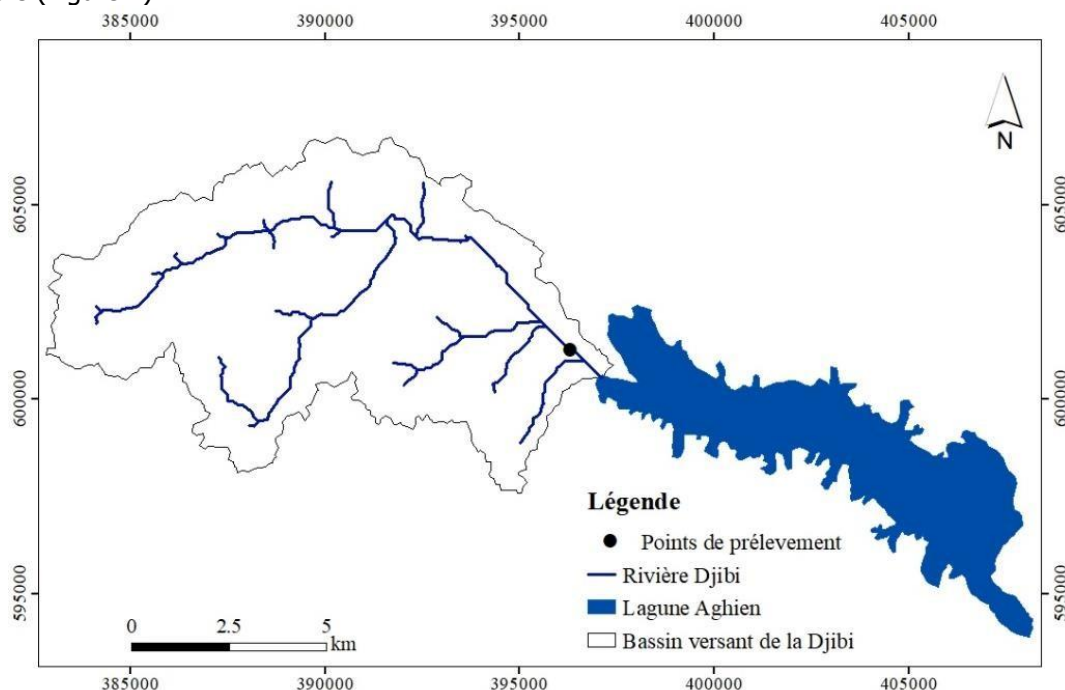 385000 390000 395000 400000 405000
N
605000 605000
600000 600000
595000 595000
Légende
Points de prélevement
Rivière Djibi
Lagune Aghien
Bassin versant de la Djibi
0 2.5 5
km
385000 390000 395000 400000 405000